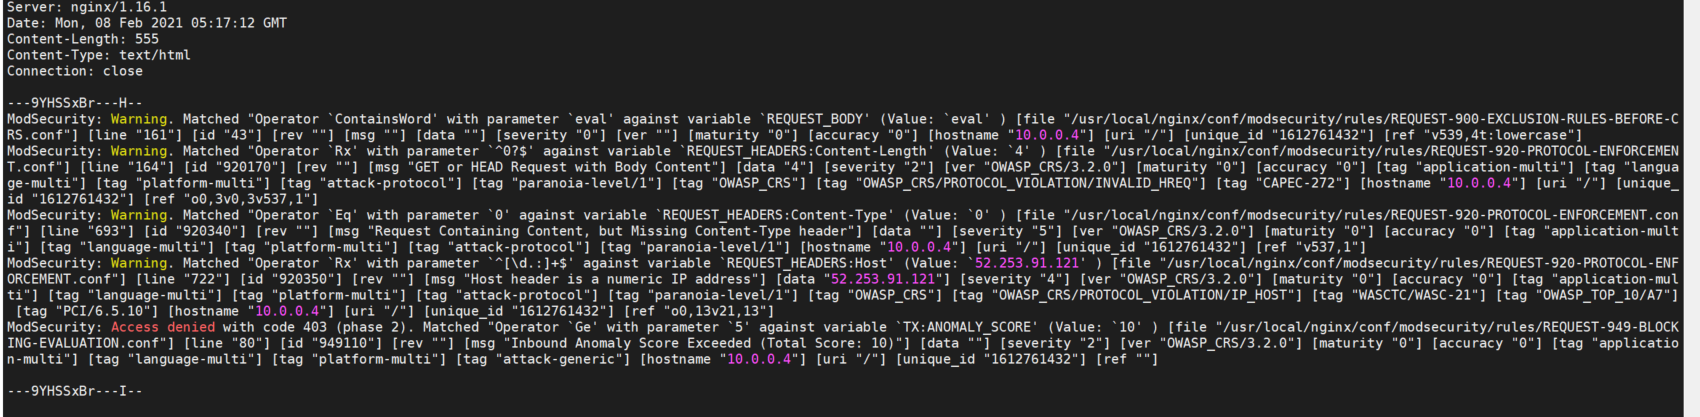 Server: nginx/1.16.1
Date: Mon, 08 Feb 2021 05:17:12 GMT
Content-Length: 555
Content-Type: text/html
Connection: close
---9YHSSxBr---H--
ModSecurity: Warning. Matched "Operator `ContainsWord' with parameter `eval' against variable `REQUEST_BODY' (Value: `eval' ) [file "/usr/local/nginx/conf/modsecurity/rules/REQUEST-900-EXCLUSION-RULES-BEFORE-C
RS.conf"] [line "161"] [id "43"] [rev ""] [msg ""] [data ""] [severity "0"] [ver ""] [maturity "0"] [accuracy "0"] [hostname "10.0.0.4"] [uri "/"] [unique_id "1612761432"] [ref "v539,4t:lowercase"]
ModSecurity: Warning. Matched "Operator `Rx' with parameter `^0?$' against variable `REQUEST_HEADERS:Content-Length' (Value: `4' ) [file "/usr/local/nginx/conf/modsecurity/rules/REQUEST-920-PROTOCOL-ENFORCEMEN
T.conf"] [line "164"] [id "920170"] [rev ""] [msg "GET or HEAD Request with Body Content"] [data "4"] [severity "2"] [ver "OWASP_CRS/3.2.0"] [maturity "0"] [accuracy "0"] [tag "application-multi"] [tag "langua
ge-multi"] [tag "platform-multi"] [tag "attack-protocol"] [tag "paranoia-level/1"] [tag "OWASP_CRS"] [tag "OWASP_CRS/PROTOCOL_VIOLATION/INVALID_HREQ"] [tag "CAPEC-272"] [hostname "10.0.0.4"] [uri "/"] [unique_
id "1612761432"] [ref "o0,3v0,3v537,1"]
ModSecurity: Warning. Matched "Operator `Eq' with parameter `0' against variable `REQUEST_HEADERS:Content-Type' (Value: `0' ) [file "/usr/local/nginx/conf/modsecurity/rules/REQUEST-920-PROTOCOL-ENFORCEMENT.con
f"] [line "693"] [id "920340"] [rev ""] [msg "Request Containing Content, but Missing Content-Type header"] [data ""] [severity "5"] [ver "OWASP_CRS/3.2.0"] [maturity "0"] [accuracy "0"] [tag "application-mult
i"] [tag "language-multi"] [tag "platform-multi"] [tag "attack-protocol"] [tag "paranoia-level/1"] [hostname "10.0.0.4"] [uri "/"] [unique_id "1612761432"] [ref "v537,1"]
ModSecurity: Warning. Matched "Operator `Rx' with parameter `^[\d.:]+$' against variable `REQUEST_HEADERS:Host' (Value: `52.253.91.121' ) [file "/usr/local/nginx/conf/modsecurity/rules/REQUEST-920-PROTOCOL-ENF
ORCEMENT.conf"] [line "722"] [id "920350"] [rev ""] [msg "Host header is a numeric IP address"] [data "52.253.91.121"] [severity "4"] [ver "OWASP_CRS/3.2.0"] [maturity "0"] [accuracy "0"] [tag "application-mul
ti"] [tag "language-multi"] [tag "platform-multi"] [tag "attack-protocol"] [tag "paranoia-level/1"] [tag "OWASP_CRS"] [tag "OWASP_CRS/PROTOCOL_VIOLATION/IP_HOST"] [tag "WASCTC/WASC-21"] [tag "OWASP_TOP_10/A7"]
[tag "PCI/6.5.10"] [hostname "10.0.0.4"] [uri "/"] [unique_id "1612761432"] [ref "o0,13v21,13"]
ModSecurity: Access denied with code 403 (phase 2). Matched "Operator `Ge' with parameter `5' against variable `TX:ANOMALY_SCORE' (Value: `10' ) [file "/usr/local/nginx/conf/modsecurity/rules/REQUEST-949-BLOCK
ING-EVALUATION.conf"] [line "80"] [id "949110"] [rev ""] [msg "Inbound Anomaly Score Exceeded (Total Score: 10)"] [data ""] [severity "2"] [ver "OWASP_CRS/3.2.0"] [maturity "0"] [accuracy "0"] [tag "applicatio
n-multi"] [tag "language-multi"] [tag "platform-multi"] [tag "attack-generic"] [hostname "10.0.0.4"] [uri "/"] [unique_id "1612761432"] [ref ""]
---9YHSSxBr---I--